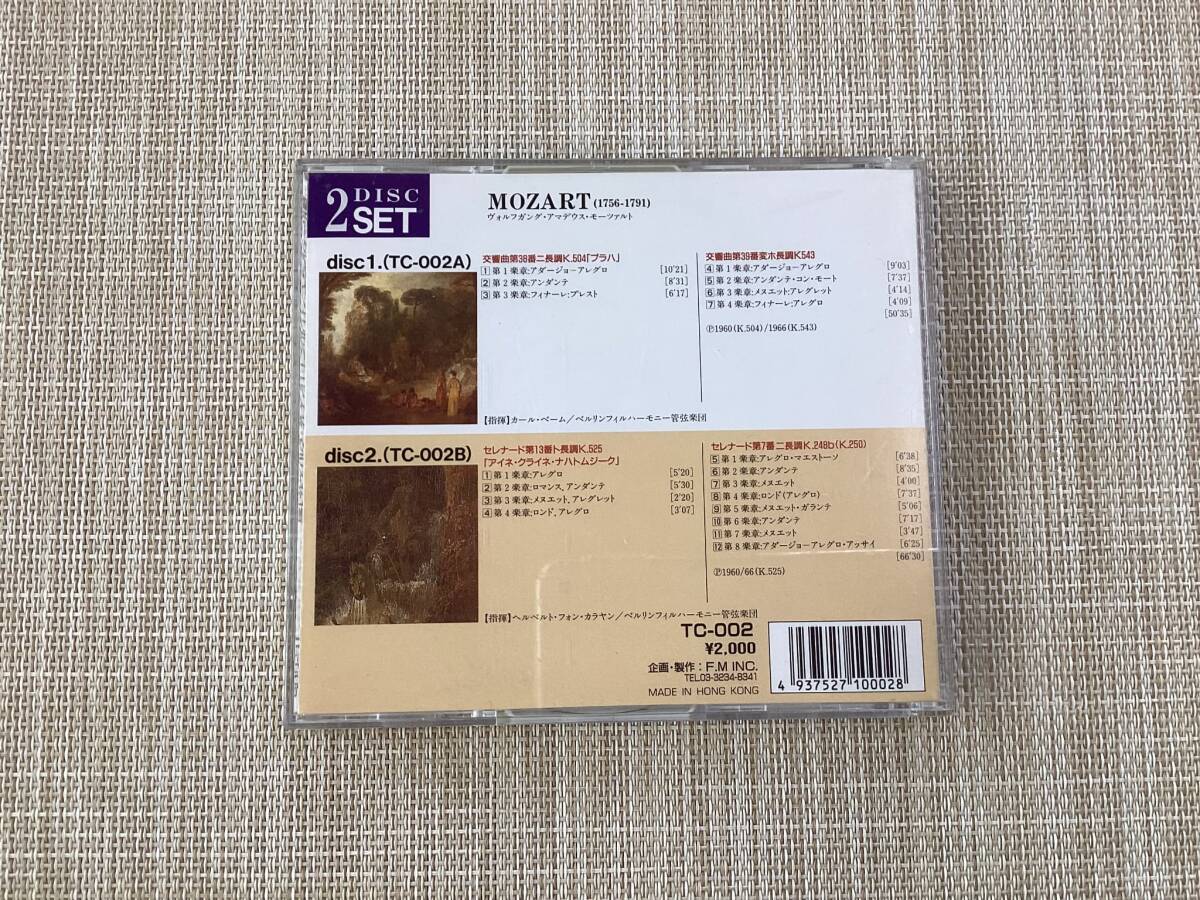 2 DISC SET
MOZART (1756-1791)
ヴォルフガング・アマデウス・モーツァルト
disc1.(TC-002A)
交響曲第38番ニ長調K.504「プラハ」
1 第1楽章:アダージョーアレグロ [10'21]
2 第2楽章:アンダンテ [8'31]
3 第3楽章:フィナーレ:プレスト [6'17]
交響曲第39番変ホ長調K.543
4 第1楽章:アダージョーアレグロ [9'03]
5 第2楽章:アンダンテ・コン・モート [7'37]
6 第3楽章:メヌエット:アレグレット [4'14]
7 第4楽章:フィナーレ:アレグロ [4'09]
[50'35]
℗1960(K.504)/1966(K.543)
【指揮】カール・ベーム/ベルリンフィルハーモニー管弦楽団
disc2.(TC-002B)
セレナード第13番ト長調K.525
「アイネ・クライネ・ナハトムジーク」
1 第1楽章:アレグロ [5'20]
2 第2楽章:ロマンス、アンダンテ [5'30]
3 第3楽章:メヌエット、アレグレット [2'20]
4 第4楽章:ロンド、アレグロ [3'07]
セレナード第7番ニ長調K.248b(K.250)
5 第1楽章:アレグロ・マエストーソ [6'38]
6 第2楽章:アンダンテ [8'35]
7 第3楽章:メヌエット [4'00]
8 第4楽章:ロンド(アレグロ) [7'37]
9 第5楽章:メヌエット・ガランテ [5'06]
10 第6楽章:アンダンテ [7'17]
11 第7楽章:メヌエット [3'47]
12 第8楽章:アダージョーアレグロ・アッサイ [6'25]
[66'30]
℗1960/66(K.525)
【指揮】ヘルベルト・フォン・カラヤン/ベルリンフィルハーモニー管弦楽団
TC-002
¥2,000
企画・製作:F.M INC.
TEL03-3234-8341
MADE IN HONG KONG
4 937527 100028